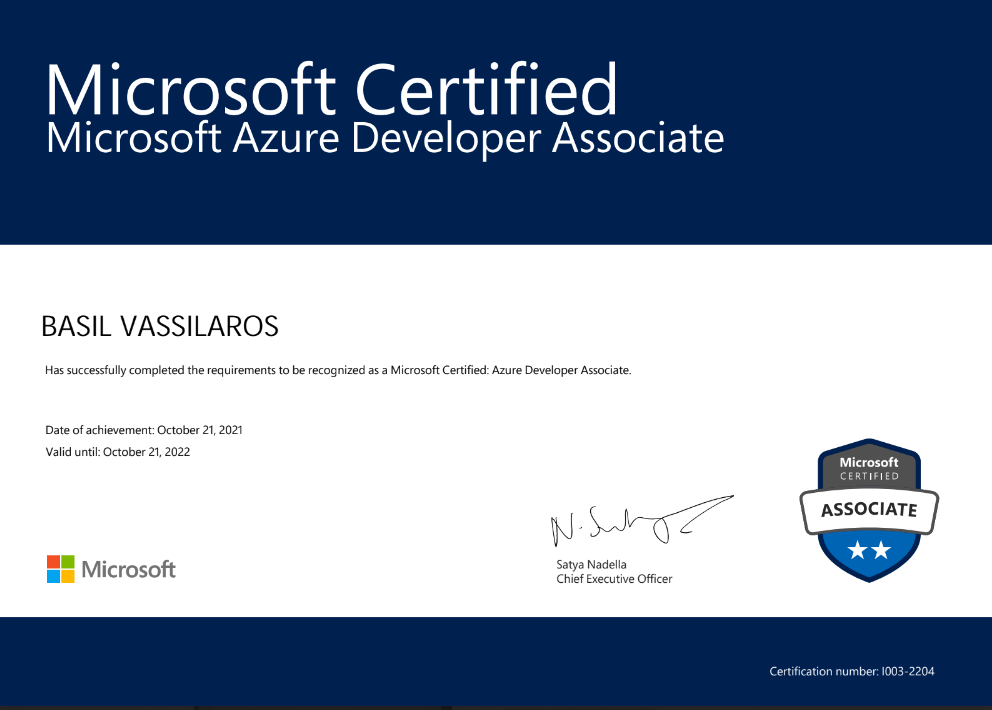 Microsoft Certified
Microsoft Azure Developer Associate
BASIL VASSILAROS
Has successfully completed the requirements to be recognized as a Microsoft Certified: Azure Developer Associate.
Date of achievement: October 21, 2021
Valid until: October 21, 2022
Microsoft
CERTIFIED
ASSOCIATE
Satya Nadella
Chief Executive Officer
Microsoft
Certification number: I003-2204